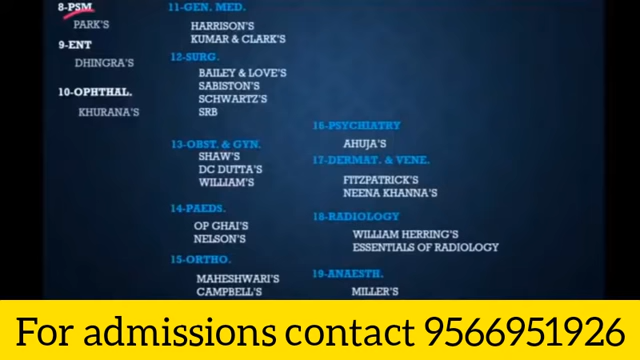 8-PSM
PARK'S
9-ENT
DHINGRA'S
10-OPHTHAL.
KHURANA'S
11-GEN. MED.
HARRISON'S
KUMAR & CLARK'S
12-SURG.
BAILEY & LOVE'S
SABISTON'S
SCHWARTZ'S
SRB
13-OBST. & GYN.
SHAW'S
DC DUTTA'S
WILLIAM'S
14-PAEDS.
OP GHAI'S
NELSON'S
15-ORTHO.
MAHESHWARI'S
CAMPBELL'S
16-PSYCHIATRY
AHUJA'S
17-DERMAT. & VENE.
FITZPATRICK'S
NEENA KHANNA'S
18-RADIOLOGY
WILLIAM HERRING'S
ESSENTIALS OF RADIOLOGY
19-ANAESTH.
MILLER'S
For admissions contact 9566951926